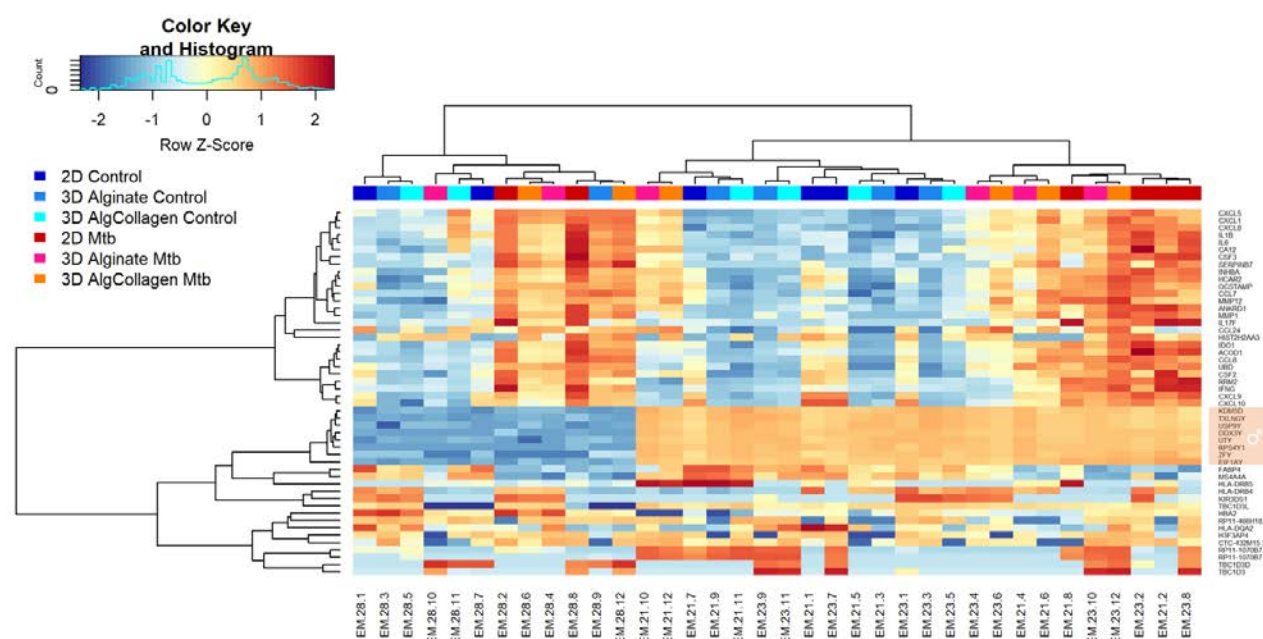 Color Key
and Histogram
Count
0
-2 -1 0 1 2
Row Z-Score
2D Control
3D Alginate Control
3D AlgCollagen Control
2D Mtb
3D Alginate Mtb
3D AlgCollagen Mtb
CXCL5
CXCL1
CXCL8
IL1B
IL6
CA12
CSF3
SERPINB7
INHBA
HCAR2
OCSTAMP
CCL7
MMP12
ANKRD1
MMP1
IL17F
CCL24
HIST2H2AA3
IDO1
ACOD1
CCL8
UBD
CSF2
RRM2
IFNG
CXCL9
CXCL10
KDM5D
TXLNGY
USP9Y
DDX3Y
UTY
RPS4Y1
ZFY
EIF1AY
♂
FABP4
MS4A4A
HLA-DRB5
HLA-DRB4
KIR3DS1
TBC1D3L
HBA2
RP11-466H18
HLA-DQA2
H3F3AP4
CTC-432M15.
RP11-1070B7
RP11-1070B7
TBC1D3D
TBC1D3
EM.28.1
EM.28.3
EM.28.5
EM.28.10
EM.28.11
EM.28.7
EM.28.2
EM.28.6
EM.28.4
EM.28.8
EM.28.9
EM.28.12
EM.21.10
EM.21.12
EM.21.7
EM.21.9
EM.21.11
EM.23.9
EM.23.11
EM.21.1
EM.23.7
EM.21.5
EM.21.3
EM.23.1
EM.23.3
EM.23.5
EM.23.4
EM.23.6
EM.21.4
EM.21.6
EM.21.8
EM.23.10
EM.23.12
EM.23.2
EM.21.2
EM.23.8